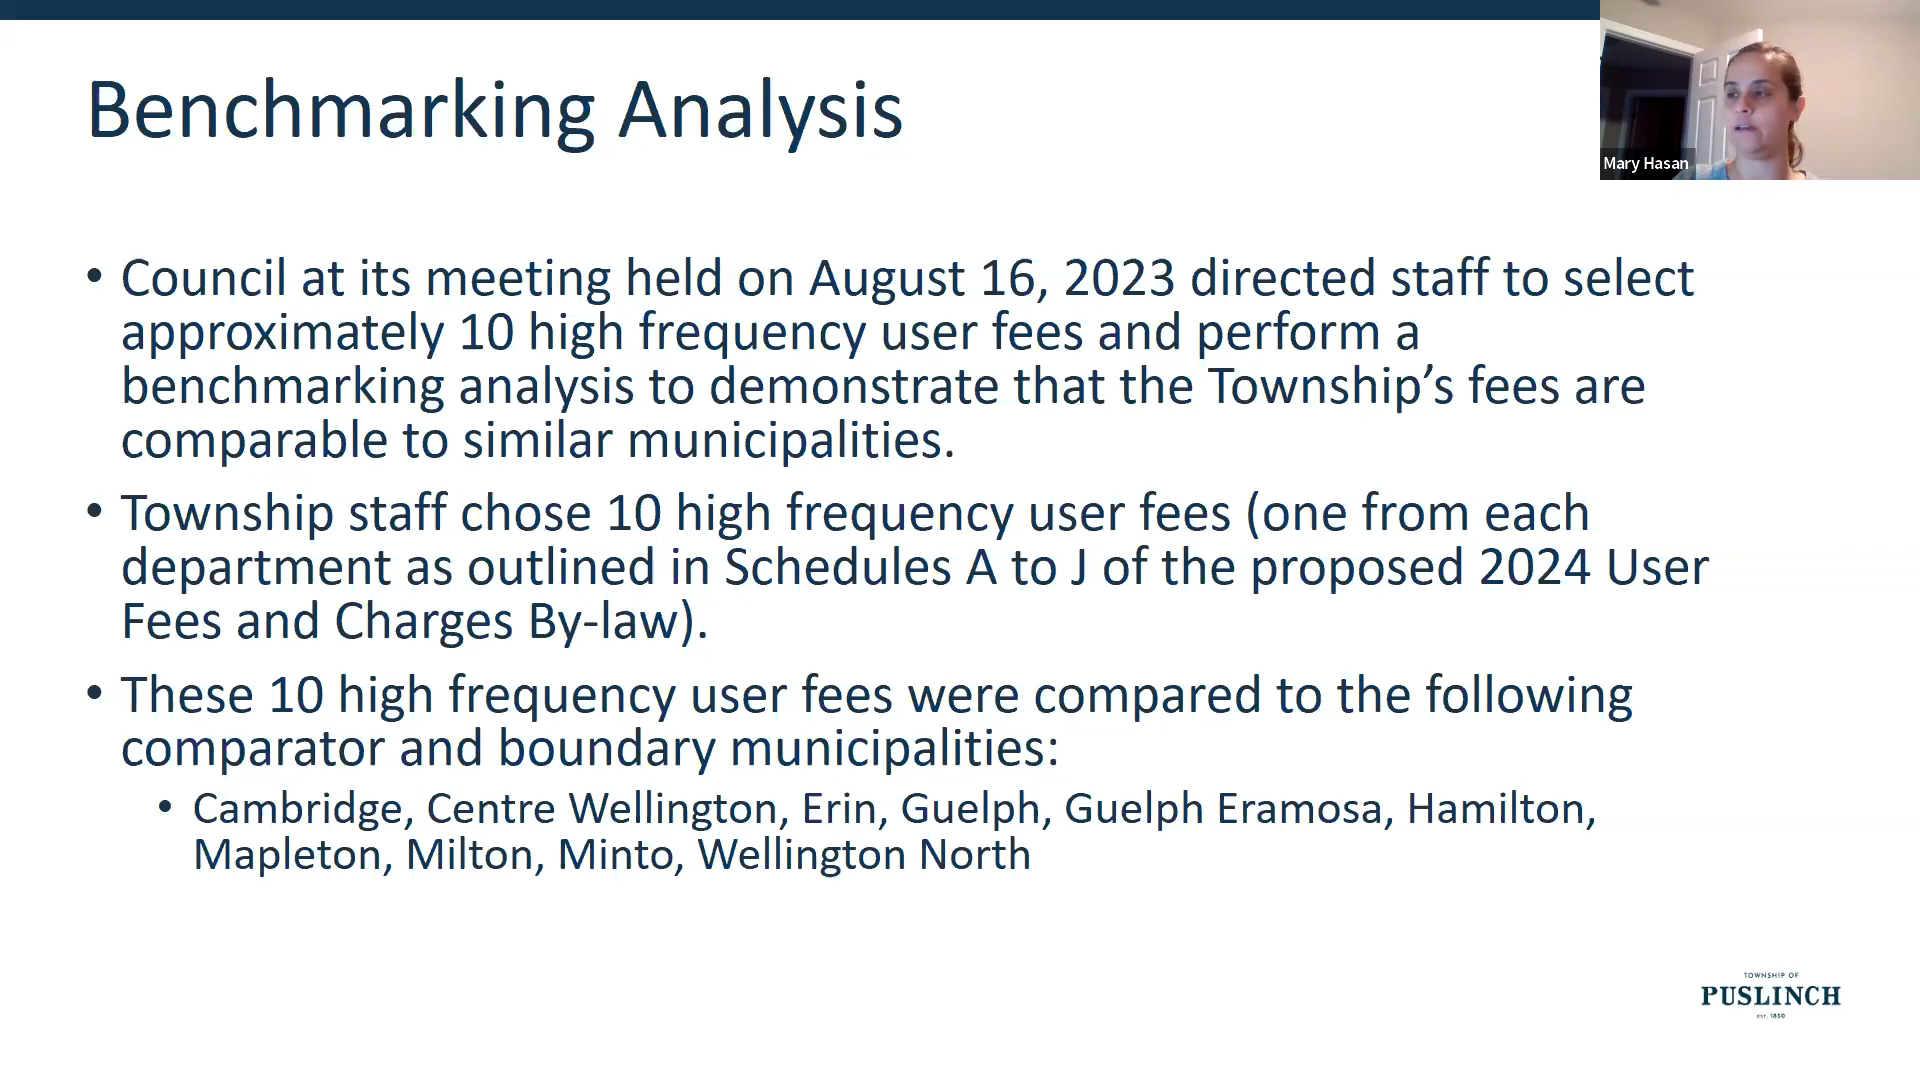 Benchmarking Analysis
Mary Hasan
• Council at its meeting held on August 16, 2023 directed staff to select
approximately 10 high frequency user fees and perform a
benchmarking analysis to demonstrate that the Township’s fees are
comparable to similar municipalities.
• Township staff chose 10 high frequency user fees (one from each
department as outlined in Schedules A to J of the proposed 2024 User
Fees and Charges By-law).
• These 10 high frequency user fees were compared to the following
comparator and boundary municipalities:
• Cambridge, Centre Wellington, Erin, Guelph, Guelph Eramosa, Hamilton,
Mapleton, Milton, Minto, Wellington North
TOWNSHIP OF
PUSLINCH
EST. 1850